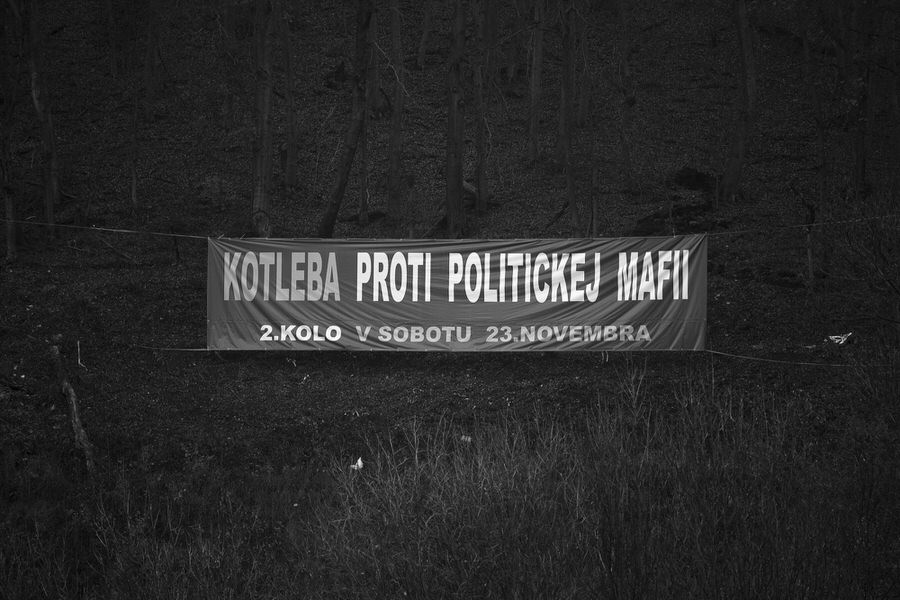 KOTLEBA PROTI POLITICKEJ MAFII
2.KOLO V SOBOTU 23.NOVEMBRA